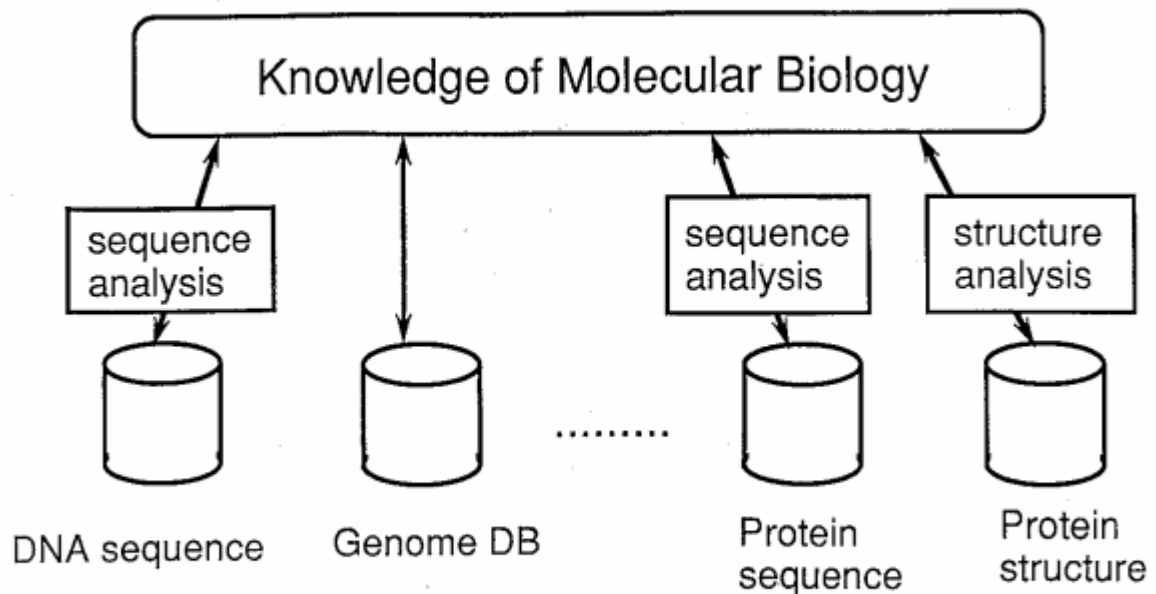 Knowledge of Molecular Biology
sequence
analysis
sequence
analysis
structure
analysis
DNA sequence
Genome DB
Protein
sequence
Protein
structure